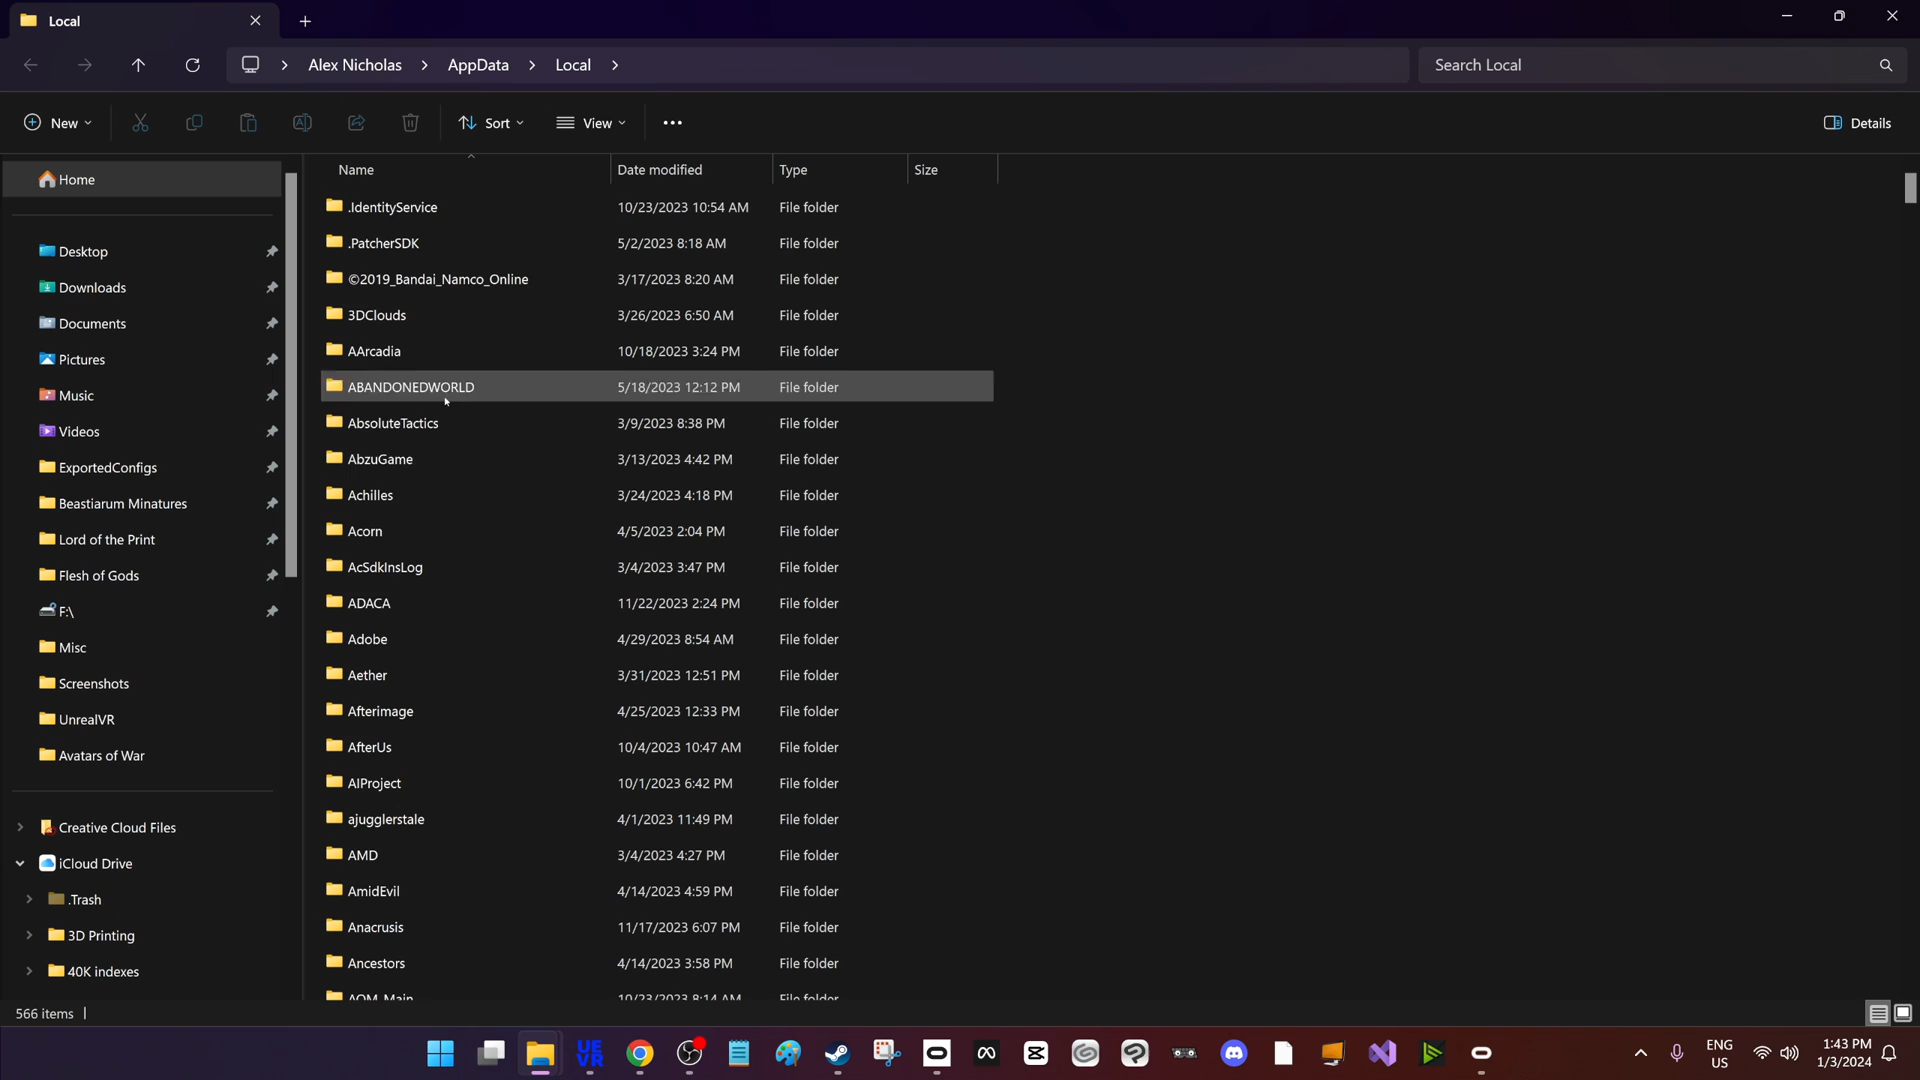 Local
Alex Nicholas > AppData > Local >
Search Local
New
Sort
View
Details
Name Date modified Type Size
Home
Desktop
Downloads
Documents
Pictures
Music
Videos
ExportedConfigs
Beastiarum Minatures
Lord of the Print
Flesh of Gods
F:\
Misc
Screenshots
UnrealVR
Avatars of War
Creative Cloud Files
iCloud Drive
.Trash
3D Printing
40K indexes
.IdentityService 10/23/2023 10:54 AM File folder
.PatcherSDK 5/2/2023 8:18 AM File folder
©2019_Bandai_Namco_Online 3/17/2023 8:20 AM File folder
3DClouds 3/26/2023 6:50 AM File folder
AArcadia 10/18/2023 3:24 PM File folder
ABANDONEDWORLD 5/18/2023 12:12 PM File folder
AbsoluteTactics 3/9/2023 8:38 PM File folder
AbzuGame 3/13/2023 4:42 PM File folder
Achilles 3/24/2023 4:18 PM File folder
Acorn 4/5/2023 2:04 PM File folder
AcSdkInsLog 3/4/2023 3:47 PM File folder
ADACA 11/22/2023 2:24 PM File folder
Adobe 4/29/2023 8:54 AM File folder
Aether 3/31/2023 12:51 PM File folder
Afterimage 4/25/2023 12:33 PM File folder
AfterUs 10/4/2023 10:47 AM File folder
AIProject 10/1/2023 6:42 PM File folder
ajugglerstale 4/1/2023 11:49 PM File folder
AMD 3/4/2023 4:27 PM File folder
AmidEvil 4/14/2023 4:59 PM File folder
Anacrusis 11/17/2023 6:07 PM File folder
Ancestors 4/14/2023 3:58 PM File folder
AOM_Main 10/23/2023 8:14 AM File folder
566 items
UE
VR
ENG
US
1:43 PM
1/3/2024